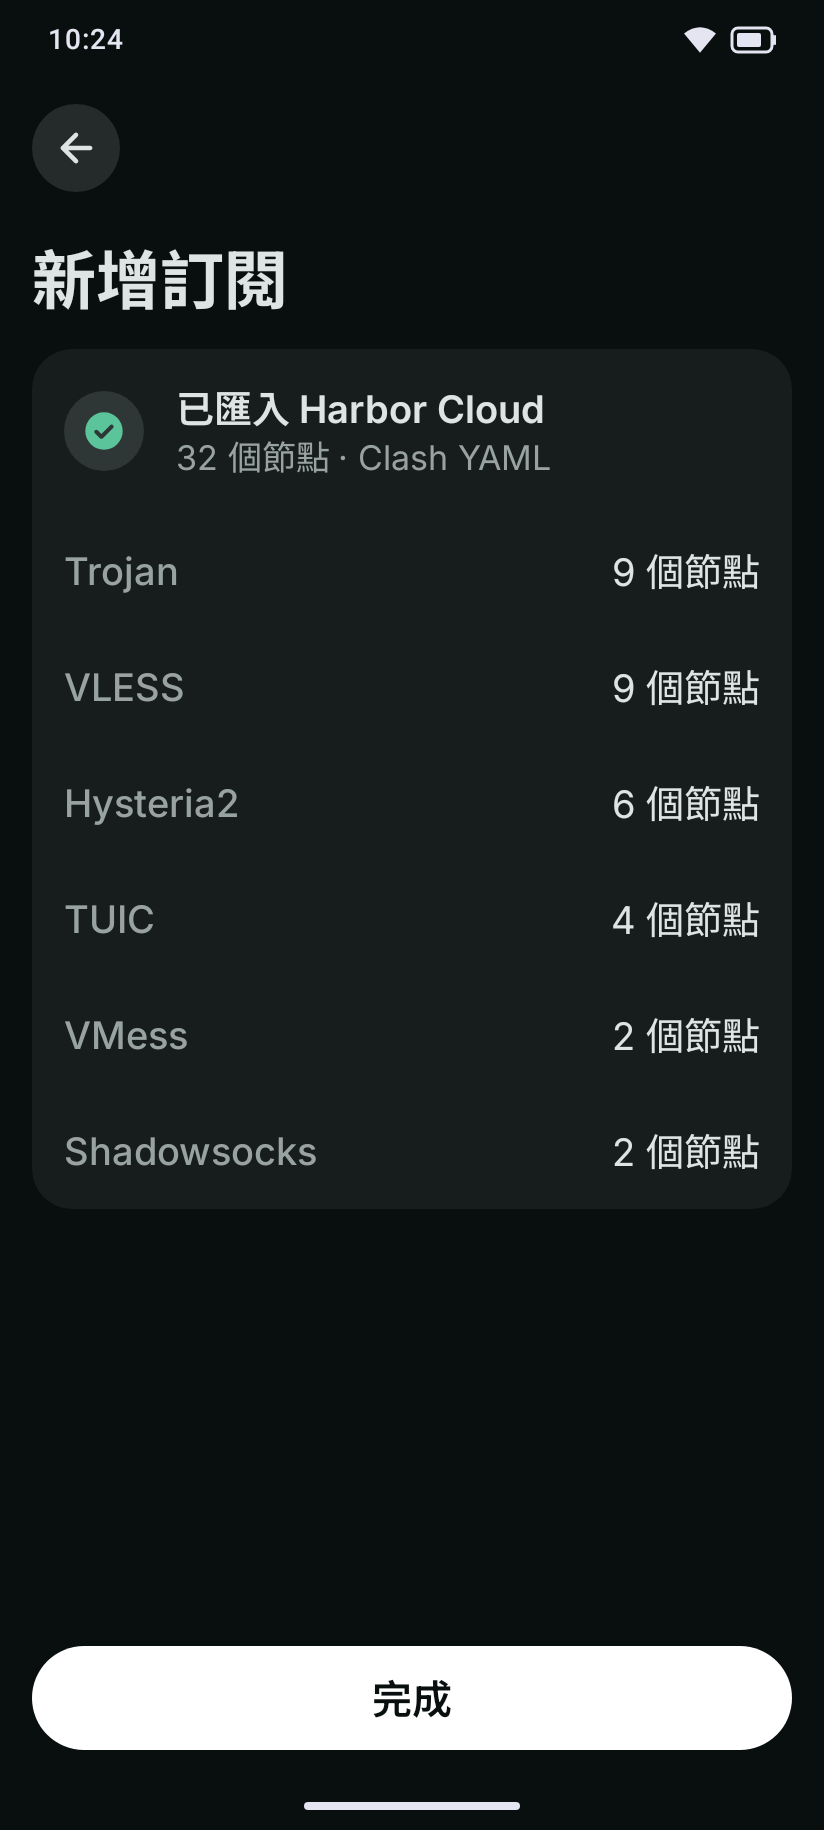 10:24
新增訂閱
已匯入 Harbor Cloud
32 個節點 · Clash YAML
Trojan 9 個節點
VLESS 9 個節點
Hysteria2 6 個節點
TUIC 4 個節點
VMess 2 個節點
Shadowsocks 2 個節點
完成